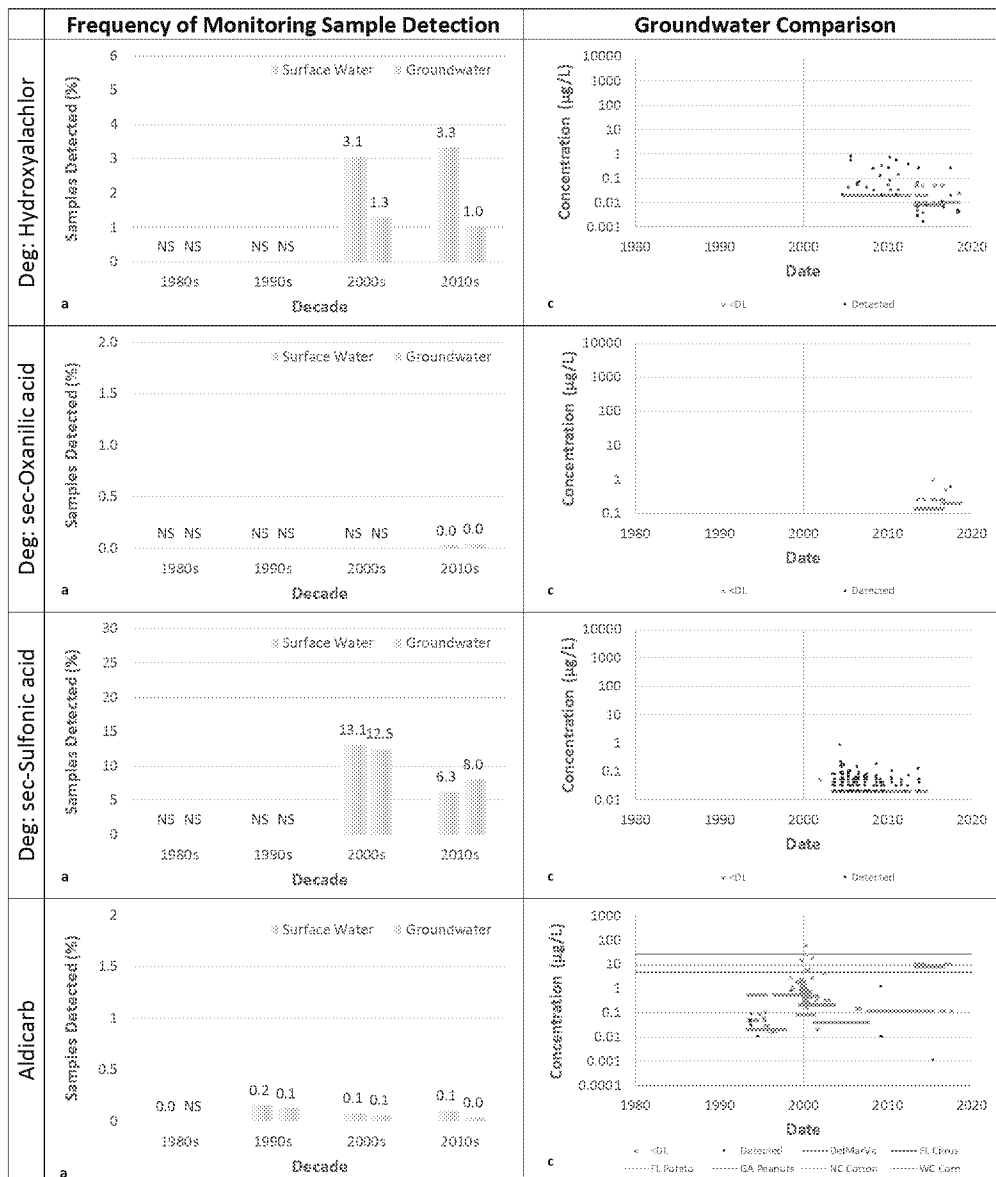 Frequency of Monitoring Sample Detection
Groundwater Comparison
Deg: Hydroxyalachlor
Samples Detected (%)
6
5
4
3
2
1
0
Surface Water
Groundwater
NS NS
NS NS
3.1
1.3
3.3
1.0
1980s
1990s
2000s
2010s
Decade
a
Concentration (µg/L)
10000
1000
100
10
1
0.1
0.01
0.001
1980
1990
2000
2010
2020
Date
<DL
Detected
c
Deg: sec-Oxanilic acid
Samples Detected (%)
2.0
1.5
1.0
0.5
0.0
Surface Water
Groundwater
NS NS
NS NS
NS NS
0.0 0.0
1980s
1990s
2000s
2010s
Decade
a
Concentration (µg/L)
10000
1000
100
10
1
0.1
1980
1990
2000
2010
2020
Date
<DL
Detected
c
Deg: sec-Sulfonic acid
Samples Detected (%)
30
25
20
15
10
5
0
Surface Water
Groundwater
NS NS
NS NS
13.1
12.5
6.3
8.0
1980s
1990s
2000s
2010s
Decade
a
Concentration (µg/L)
10000
1000
100
10
1
0.1
0.01
1980
1990
2000
2010
2020
Date
<DL
Detected
c
Aldicarb
Samples Detected (%)
2
1.5
1
0.5
0
Surface Water
Groundwater
0.0
NS
0.2
0.1
0.1
0.1
0.1
0.0
1980s
1990s
2000s
2010s
Decade
a
Concentration (µg/L)
1000
100
10
1
0.1
0.01
0.001
0.0001
1980
1990
2000
2010
2020
Date
<DL
Detected
DelMarVa
FL Citrus
FL Potato
GA Peanuts
NC Cotton
WC Corn
c